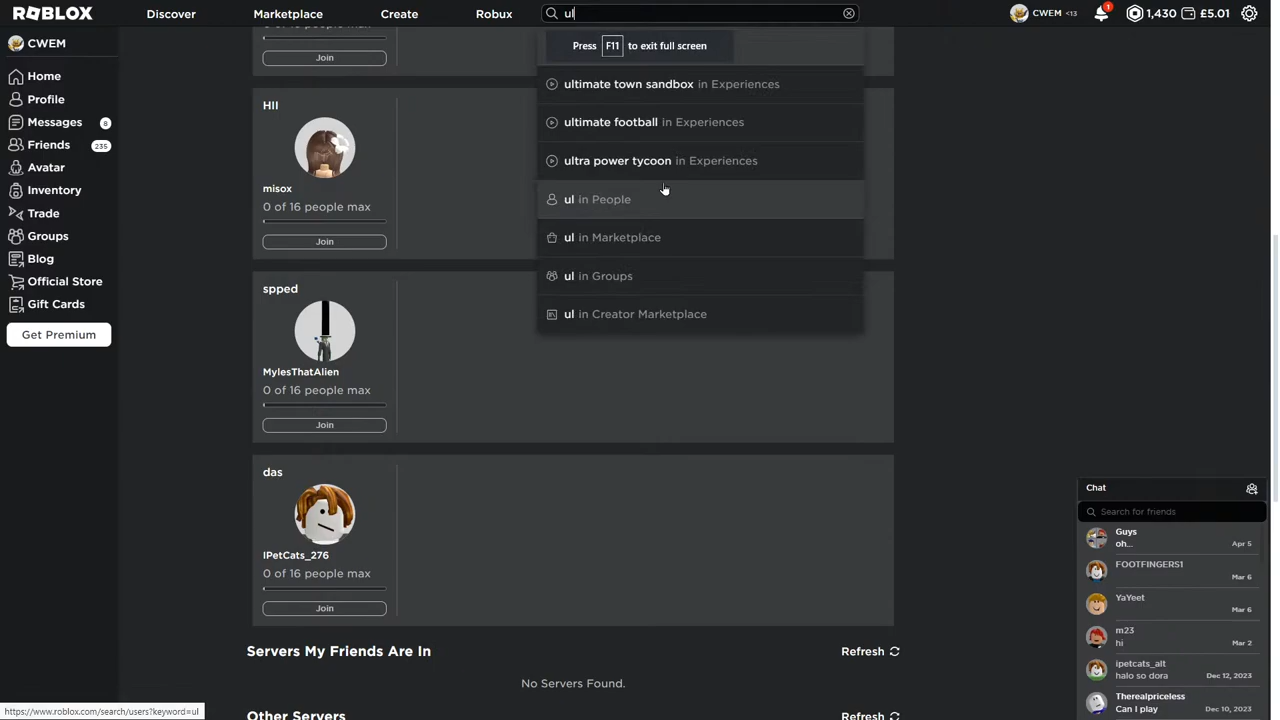 ROBLOX
Discover
Marketplace
Create
Robux
ul
CWEM <13
1
1,430
£5.01
CWEM
Home
Profile
Messages 8
Friends 235
Avatar
Inventory
Trade
Groups
Blog
Official Store
Gift Cards
Get Premium
0 of 16 people max
Join
HII
misox
0 of 16 people max
Join
spped
MylesThatAlien
0 of 16 people max
Join
das
IPetCats_276
0 of 16 people max
Join
Press F11 to exit full screen
ultimate town sandbox in Experiences
ultimate football in Experiences
ultra power tycoon in Experiences
ul in People
ul in Marketplace
ul in Groups
ul in Creator Marketplace
Servers My Friends Are In
Refresh
No Servers Found.
Other Servers
Refresh
Chat
Search for friends
Guys
oh... Apr 5
FOOTFINGERS1
Mar 6
YaYeet
Mar 6
m23
hi Mar 2
ipetcats_alt
halo so dora Dec 12, 2023
Therealpriceless
Can I play Dec 10, 2023
https://www.roblox.com/search/users?keyword=ul